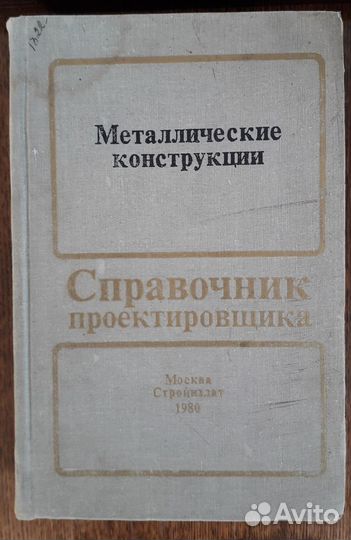 Металлические
конструкции
Справочник
проектировщика
Москва
Стройиздат
1980
Avito